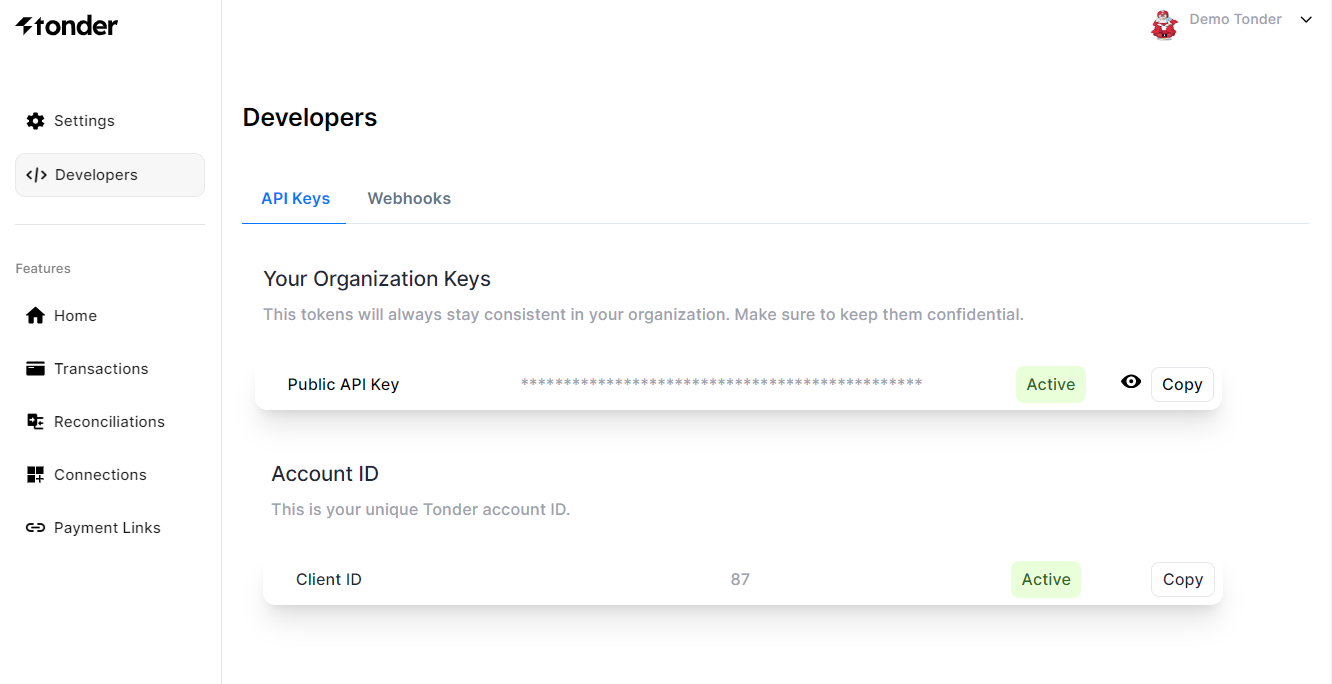 tonder
Demo Tonder
Settings
</> Developers
Features
Home
Transactions
Reconciliations
Connections
Payment Links
Developers
API Keys Webhooks
Your Organization Keys
This tokens will always stay consistent in your organization. Make sure to keep them confidential.
Public API Key *********************************************** Active Copy
Account ID
This is your unique Tonder account ID.
Client ID 87 Active Copy